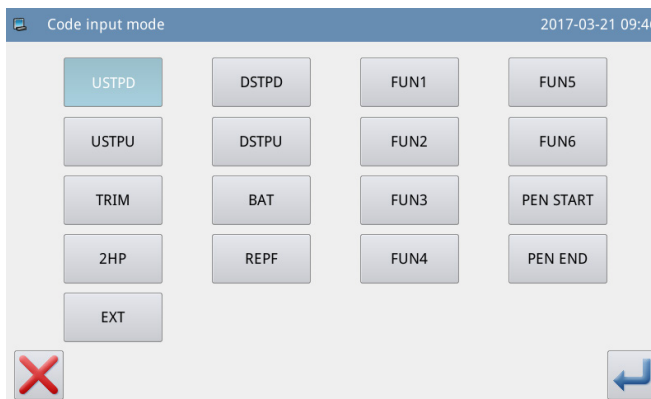 Code input mode 2017-03-21 09:46
USTPD DSTPD FUN1 FUN5
USTPU DSTPU FUN2 FUN6
TRIM BAT FUN3 PEN START
2HP REPF FUN4 PEN END
EXT